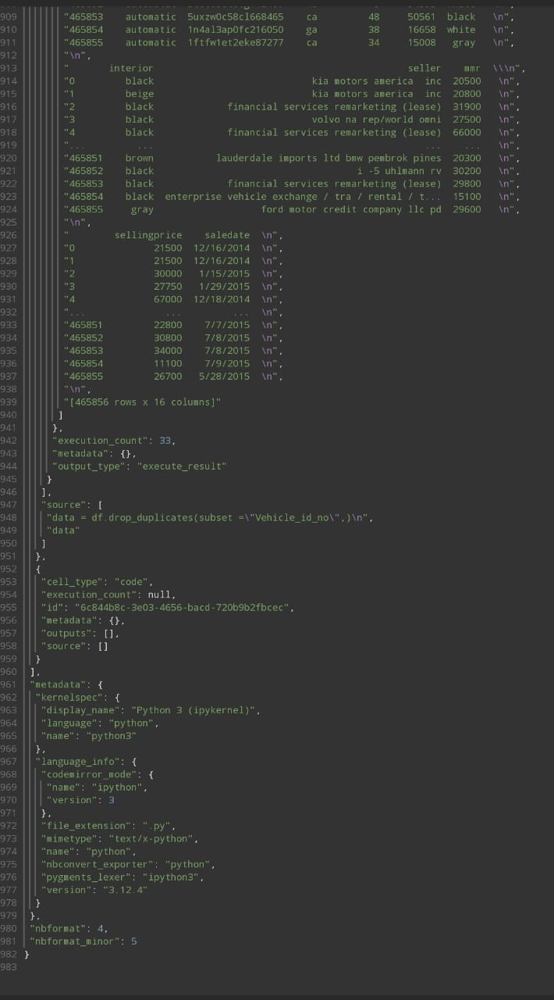 909 "465853    automatic  5uxzw0c58cl668465    ca    48    50561  black    \n",
910 "465854    automatic  1n4al3ap0fc216050    ga    38    16658  white    \n",
911 "465855    automatic  1ftfw1et2eke87277    ca    34    15008   gray    \n",
912 "\n",
913 "       interior                                             seller    mmr  \\\n",
914 "0         black                           kia motors america  inc  20500   \n",
915 "1         beige                           kia motors america  inc  20800   \n",
916 "2         black            financial services remarketing (lease)  31900   \n",
917 "3         black                           volvo na rep/world omni  27500   \n",
918 "4         black            financial services remarketing (lease)  66000   \n",
919 "...         ...                                               ...    ...   \n",
920 "465851    brown          lauderdale imports ltd bmw pembrok pines  20300   \n",
921 "465852    black                                   i -5 uhlmann rv  30200   \n",
922 "465853    black            financial services remarketing (lease)  29800   \n",
923 "465854    black  enterprise vehicle exchange / tra / rental / t...  15100   \n",
924 "465855     gray                  ford motor credit company llc pd  29600   \n",
925 "\n",
926 "        sellingprice    saledate  \n",
927 "0              21500  12/16/2014  \n",
928 "1              21500  12/16/2014  \n",
929 "2              30000   1/15/2015  \n",
930 "3              27750   1/29/2015  \n",
931 "4              67000  12/18/2014  \n",
932 "...              ...         ...  \n",
933 "465851         22800    7/7/2015  \n",
934 "465852         30800    7/8/2015  \n",
935 "465853         34000    7/8/2015  \n",
936 "465854         11100    7/9/2015  \n",
937 "465855         26700   5/28/2015  \n",
938 "\n",
939 "[465856 rows x 16 columns]"
940 ]
941 },
942 "execution_count": 33,
943 "metadata": {},
944 "output_type": "execute_result"
945 }
946 ],
947 "source": [
948 "data = df.drop_duplicates(subset =\"Vehicle_id_no\",)\n",
949 "data"
950 ]
951 },
952 {
953 "cell_type": "code",
954 "execution_count": null,
955 "id": "6c844b8c-3e03-4656-bacd-720b9b2fbcec",
956 "metadata": {},
957 "outputs": [],
958 "source": []
959 }
960 ],
961 "metadata": {
962 "kernelspec": {
963 "display_name": "Python 3 (ipykernel)",
964 "language": "python",
965 "name": "python3"
966 },
967 "language_info": {
968 "codemirror_mode": {
969 "name": "ipython",
970 "version": 3
971 },
972 "file_extension": ".py",
973 "mimetype": "text/x-python",
974 "name": "python",
975 "nbconvert_exporter": "python",
976 "pygments_lexer": "ipython3",
977 "version": "3.12.4"
978 }
979 },
980 "nbformat": 4,
981 "nbformat_minor": 5
982 }
983